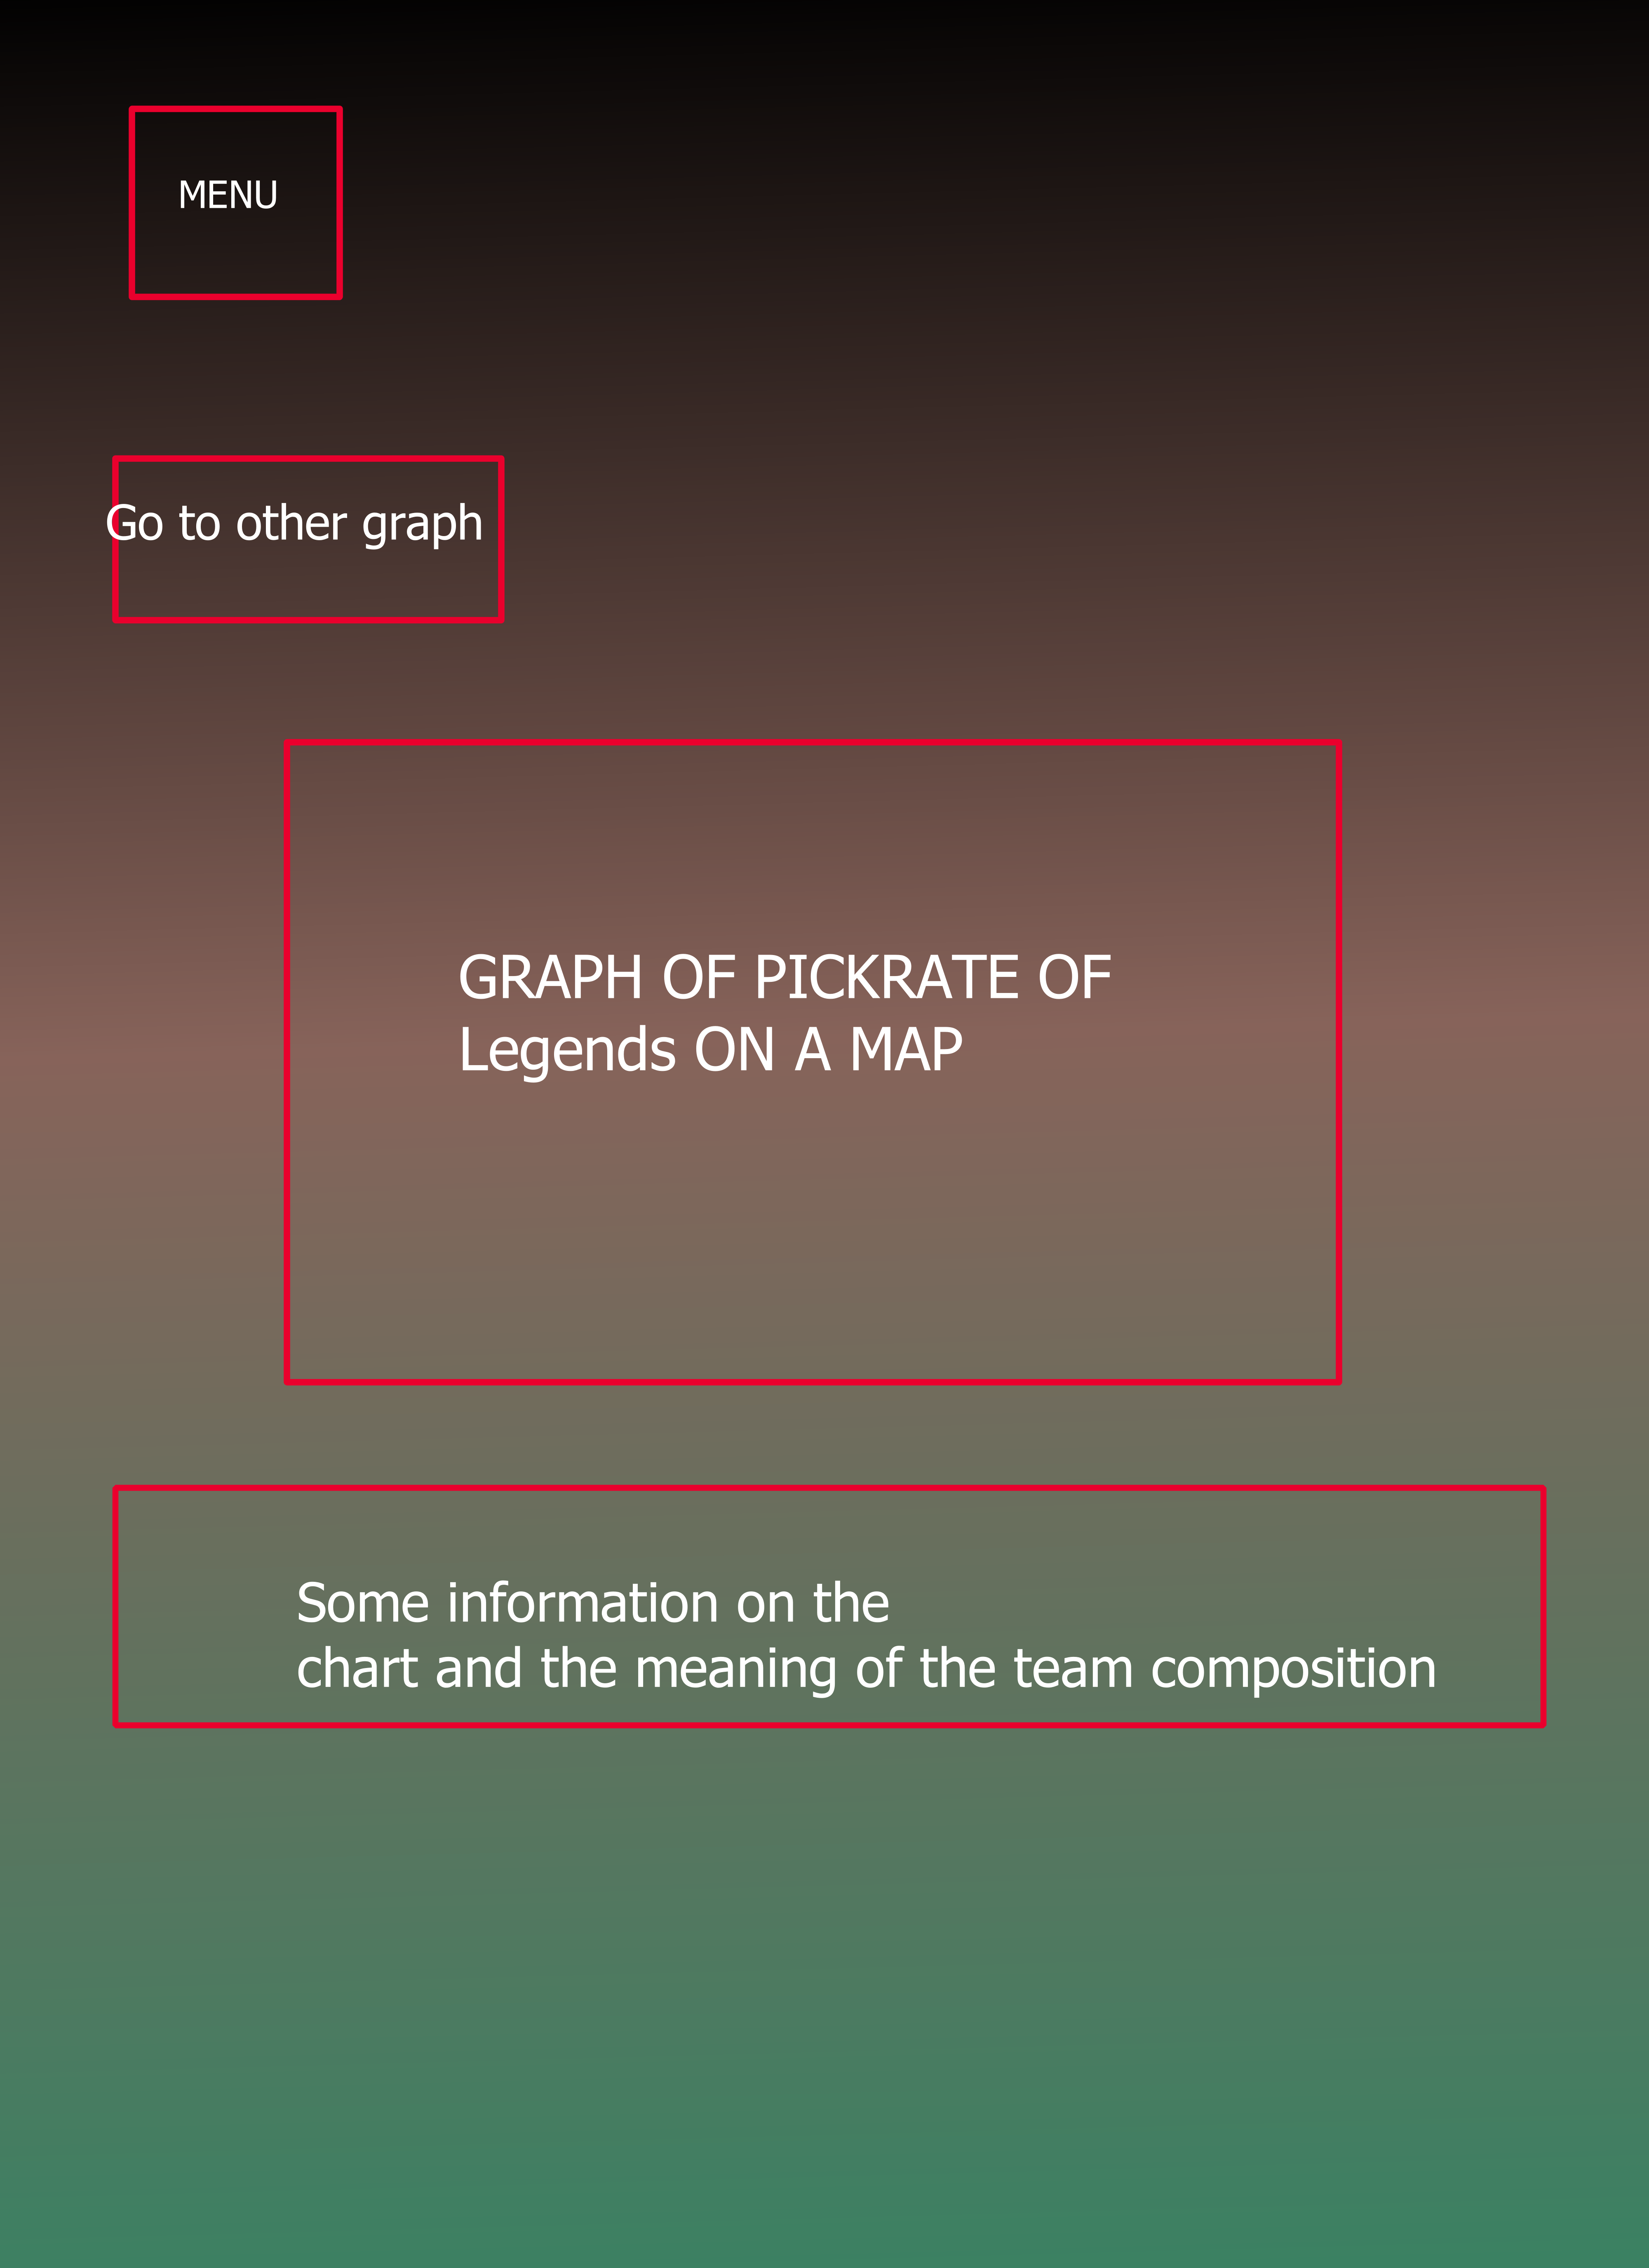 MENU
Go to other graph
GRAPH OF PICKRATE OF
Legends ON A MAP
Some information on the
chart and the meaning of the team composition